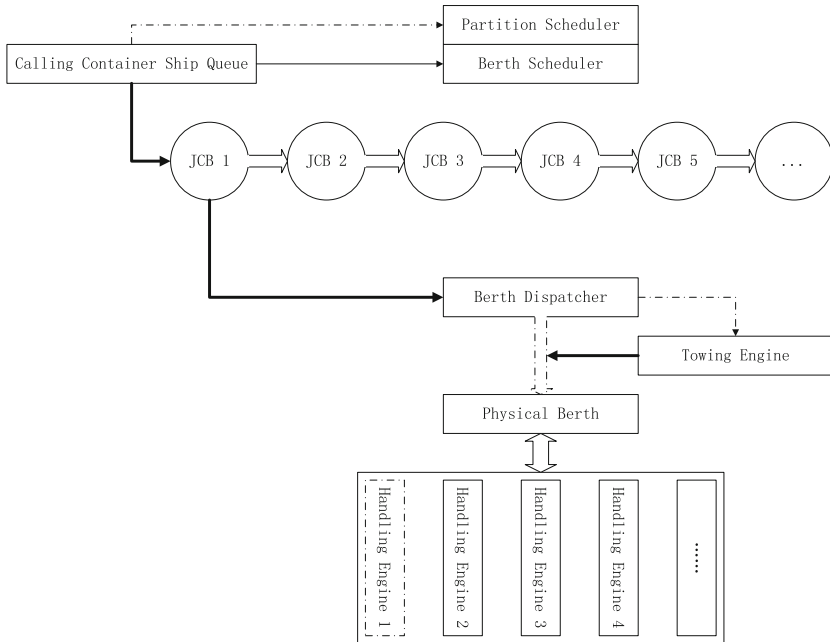 Partition Scheduler
Calling Container Ship Queue
Berth Scheduler
JCB 1
JCB 2
JCB 3
JCB 4
JCB 5
...
Berth Dispatcher
Towing Engine
Physical Berth
Handling Engine 1
Handling Engine 2
Handling Engine 3
Handling Engine 4
......